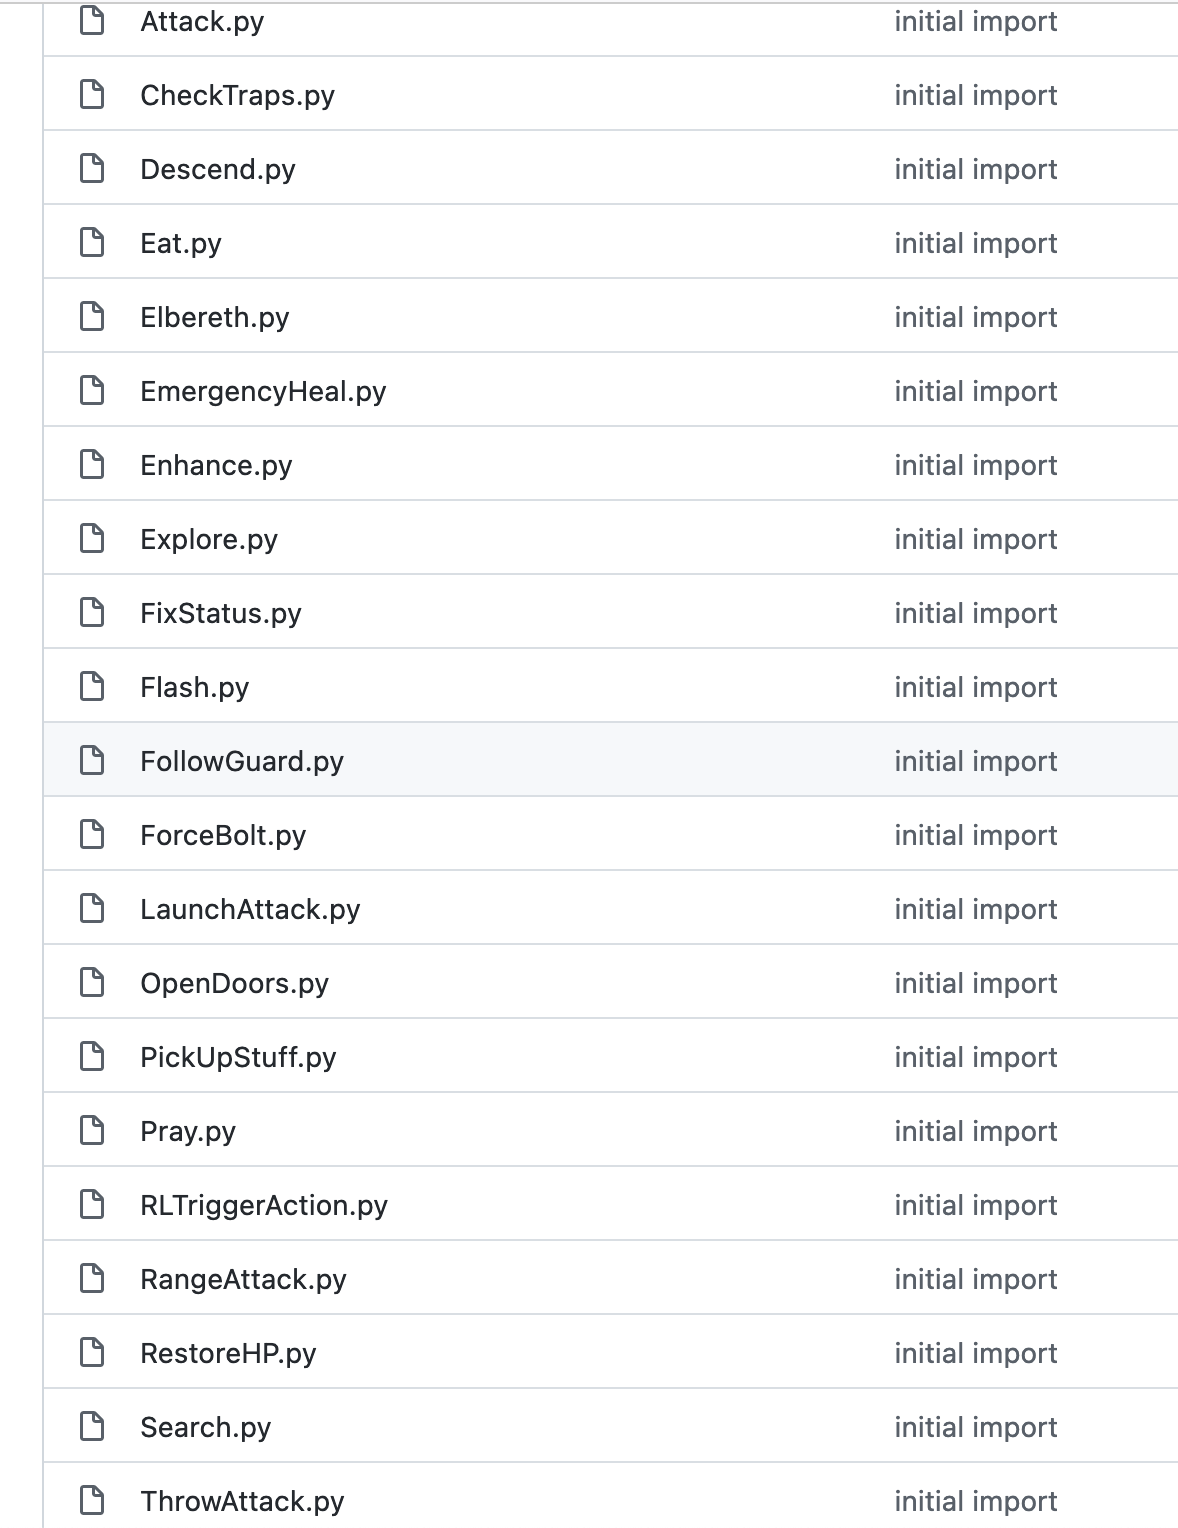 Attack.py initial import
CheckTraps.py initial import
Descend.py initial import
Eat.py initial import
Elbereth.py initial import
EmergencyHeal.py initial import
Enhance.py initial import
Explore.py initial import
FixStatus.py initial import
Flash.py initial import
FollowGuard.py initial import
ForceBolt.py initial import
LaunchAttack.py initial import
OpenDoors.py initial import
PickUpStuff.py initial import
Pray.py initial import
RLTriggerAction.py initial import
RangeAttack.py initial import
RestoreHP.py initial import
Search.py initial import
ThrowAttack.py initial import